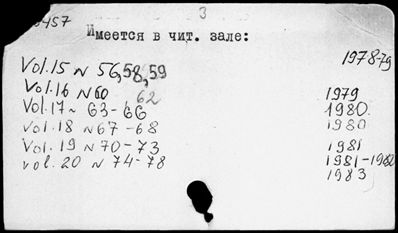 3
Имеется в чит. зале:
Vol.15 N 56,58,59 1978-79
Vol.16 N 60 62 1979
Vol.17 N 63-66 1980
Vol.18 N 67-68 1980
Vol.19 N 70-73 1981
Vol.20 N 74-78 1981-1982
1983